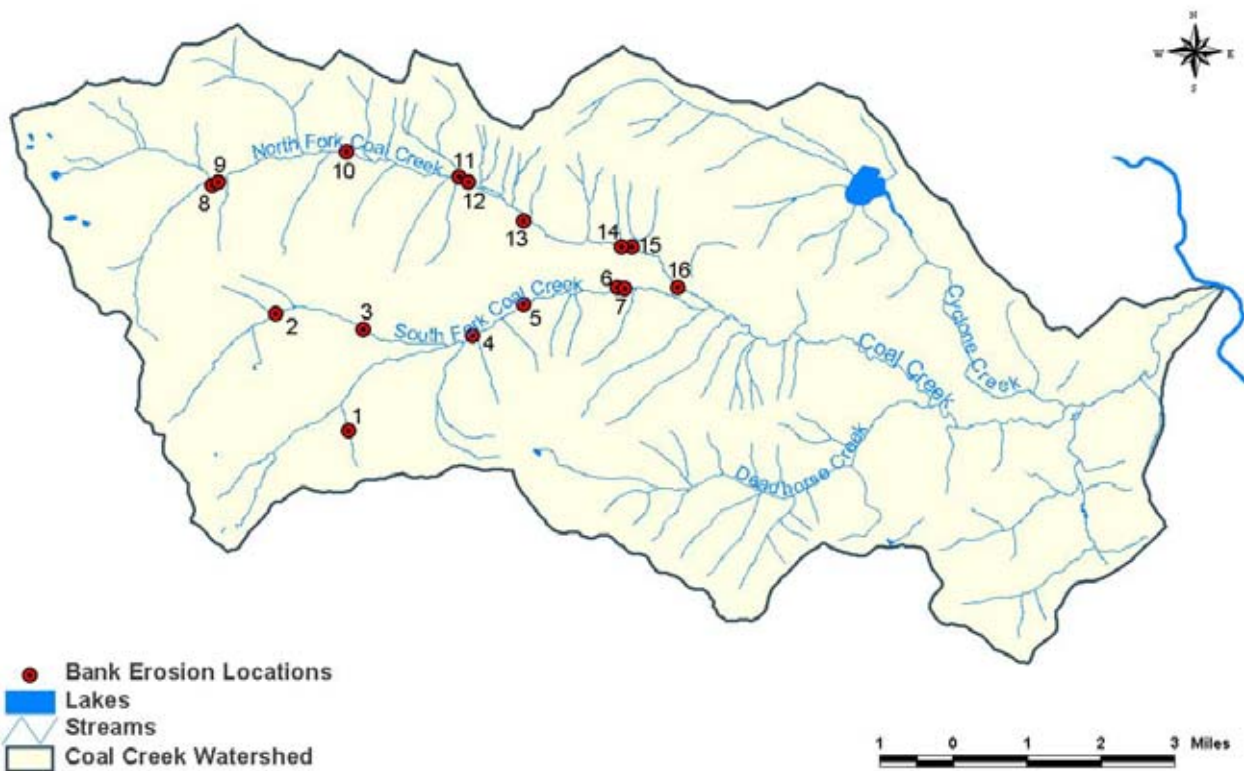 N
W E
S
North Fork Coal Creek
9
8
10
11
12
13
14
15
16
6
7
5
South Fork Coal Creek
4
3
2
1
Cyclone Creek
Coal Creek
Deadhorse Creek
Bank Erosion Locations
Lakes
Streams
Coal Creek Watershed
1 0 1 2 3 Miles